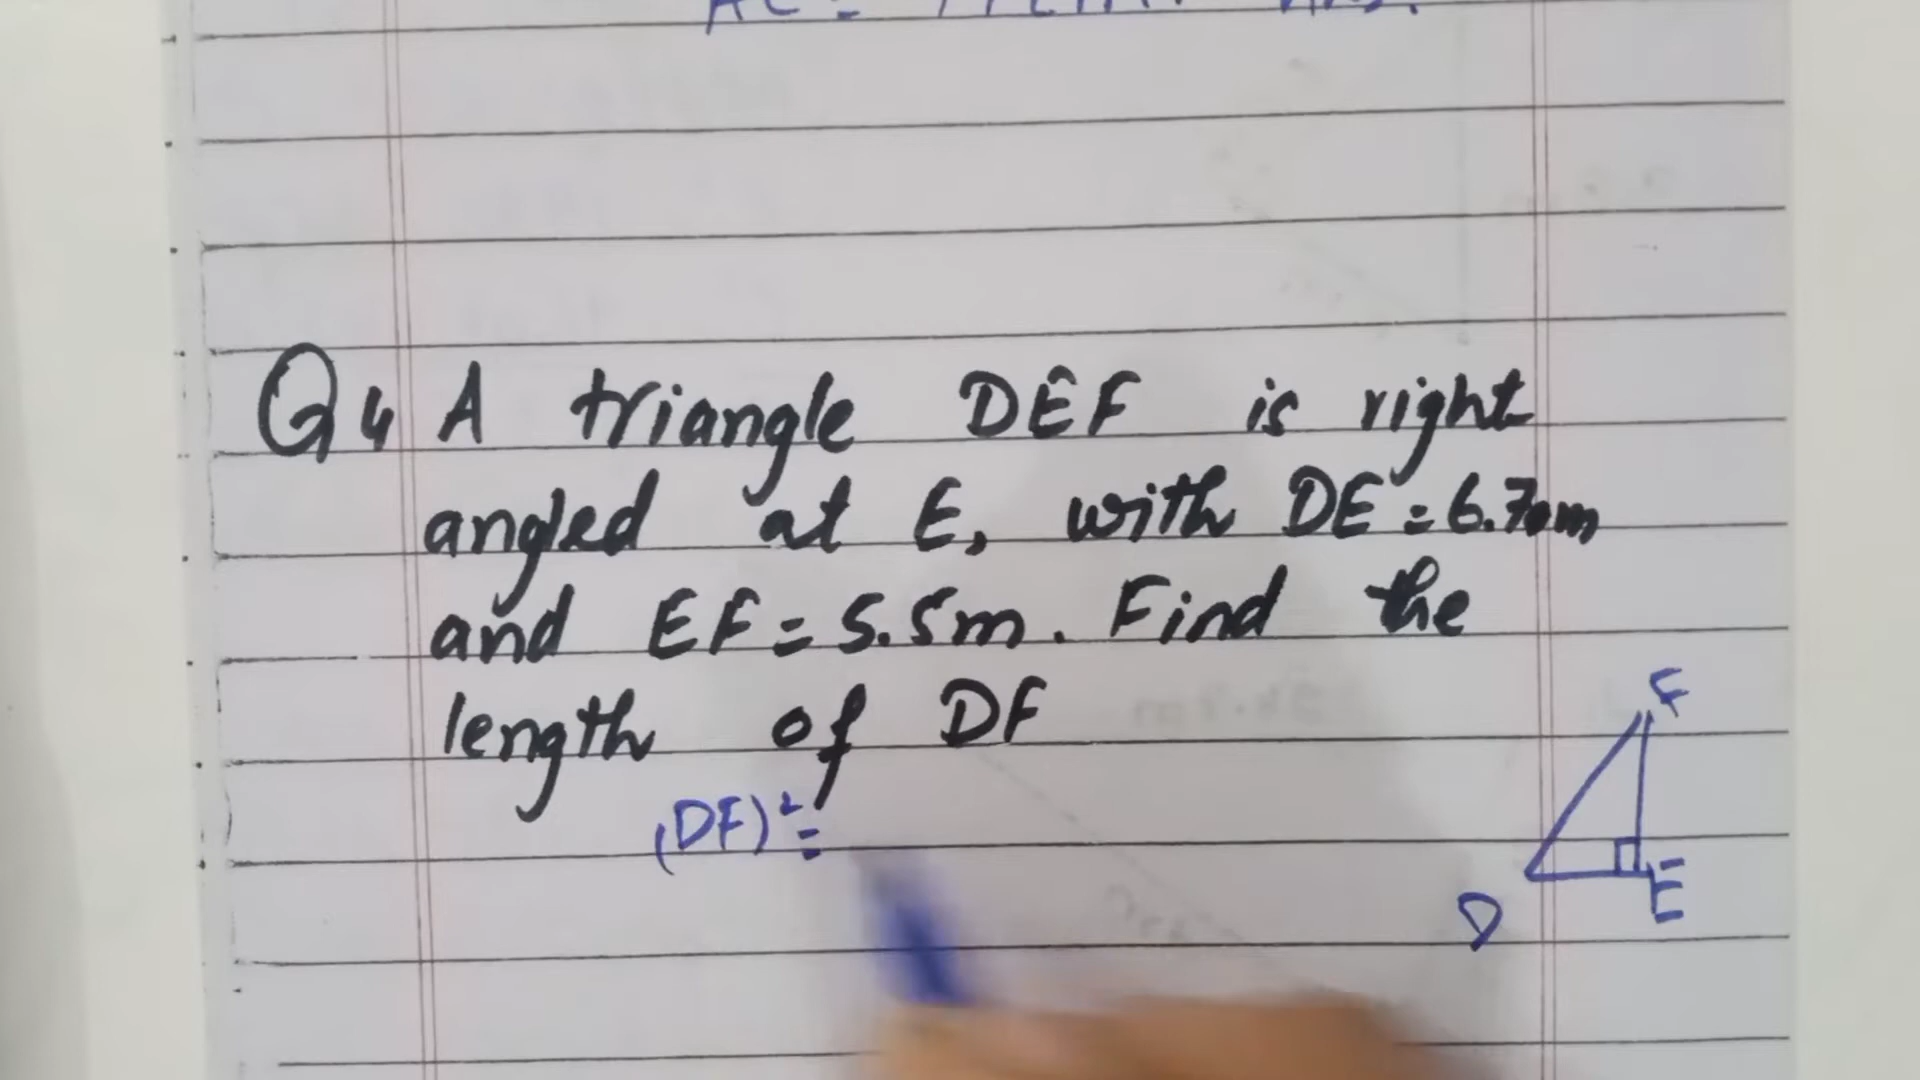 Q4 A triangle DÊF is right
angled at E, with DE = 6.7m
and EF = 5.5m. Find the
length of DF
(DF)² =
F
D
E